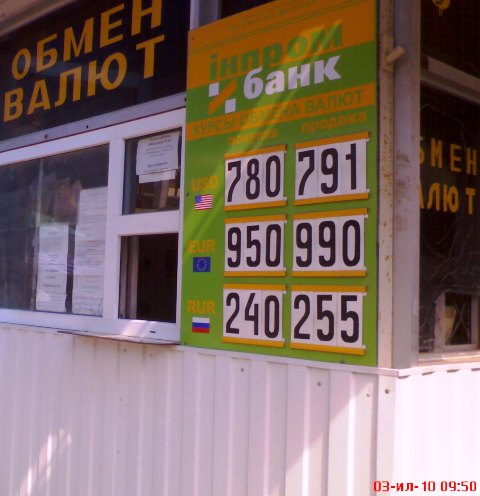 ОБМЕН
ВАЛЮТ
інпром
банк
КУРСЫ ОБМЕНА ВАЛЮТ
покупка продажа
USD 780 791
EUR 950 990
RUR 240 255
ОБМЕН
ВАЛЮТ
03-ил-10 09:50